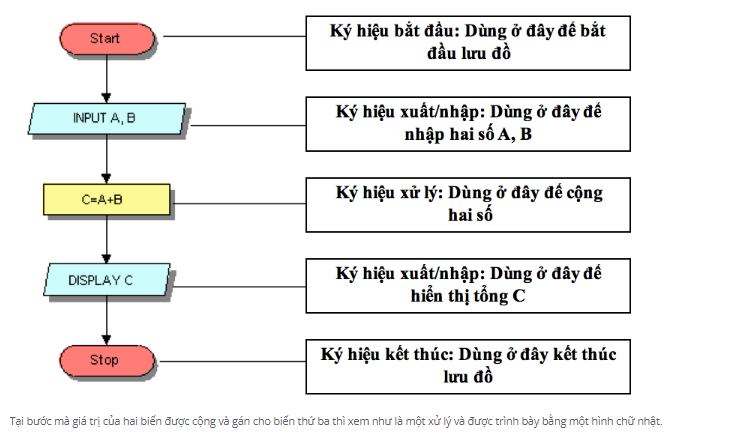 Start
Ký hiệu bắt đầu: Dùng ở đây để bắt
đầu lưu đồ
INPUT A, B
Ký hiệu xuất/nhập: Dùng ở đây để
nhập hai số A, B
C=A+B
Ký hiệu xử lý: Dùng ở đây để cộng
hai số
DISPLAY C
Ký hiệu xuất/nhập: Dùng ở đây để
hiển thị tổng C
Stop
Ký hiệu kết thúc: Dùng ở đây kết thúc
lưu đồ
Tại bước mà giá trị của hai biến được cộng và gán cho biến thứ ba thì xem như là một xử lý và được trình bày bằng một hình chữ nhật.